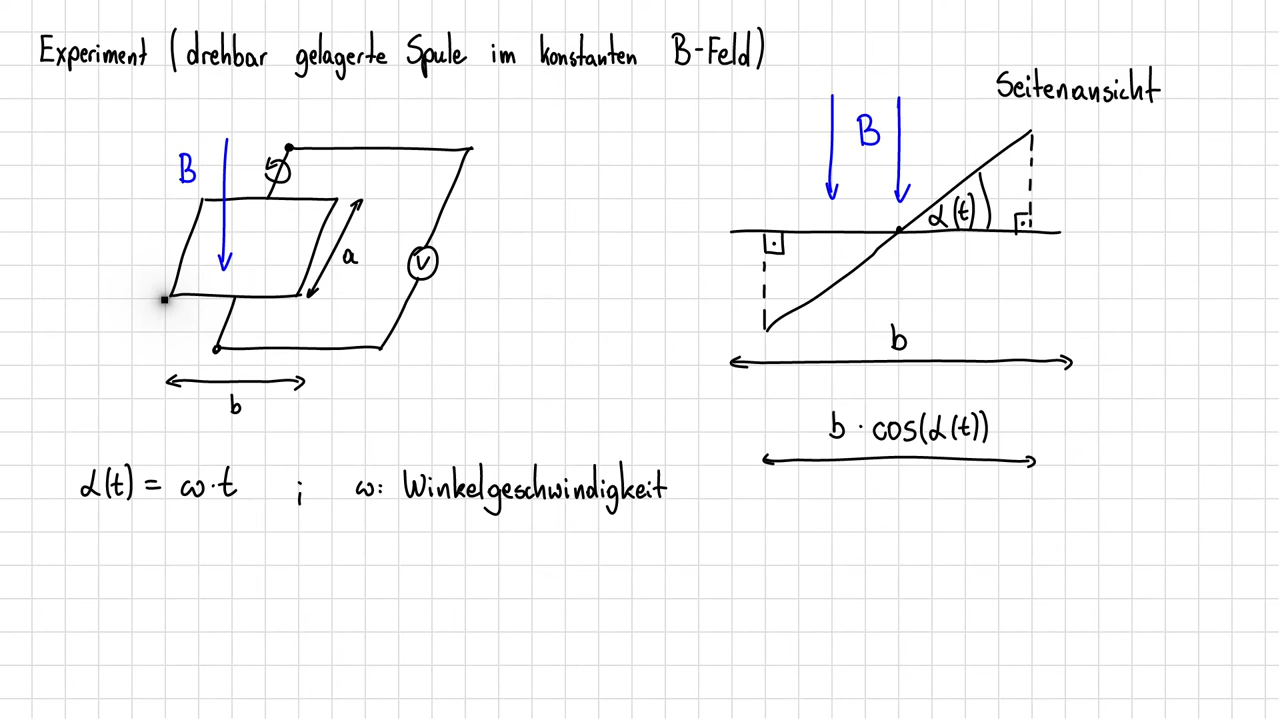 Experiment (drehbar gelagerte Spule im konstanten B-Feld)
Seitenansicht
B
a
V
b
B
α(t)
b
b · cos(α(t))
α(t) = ω·t ; ω: Winkelgeschwindigkeit